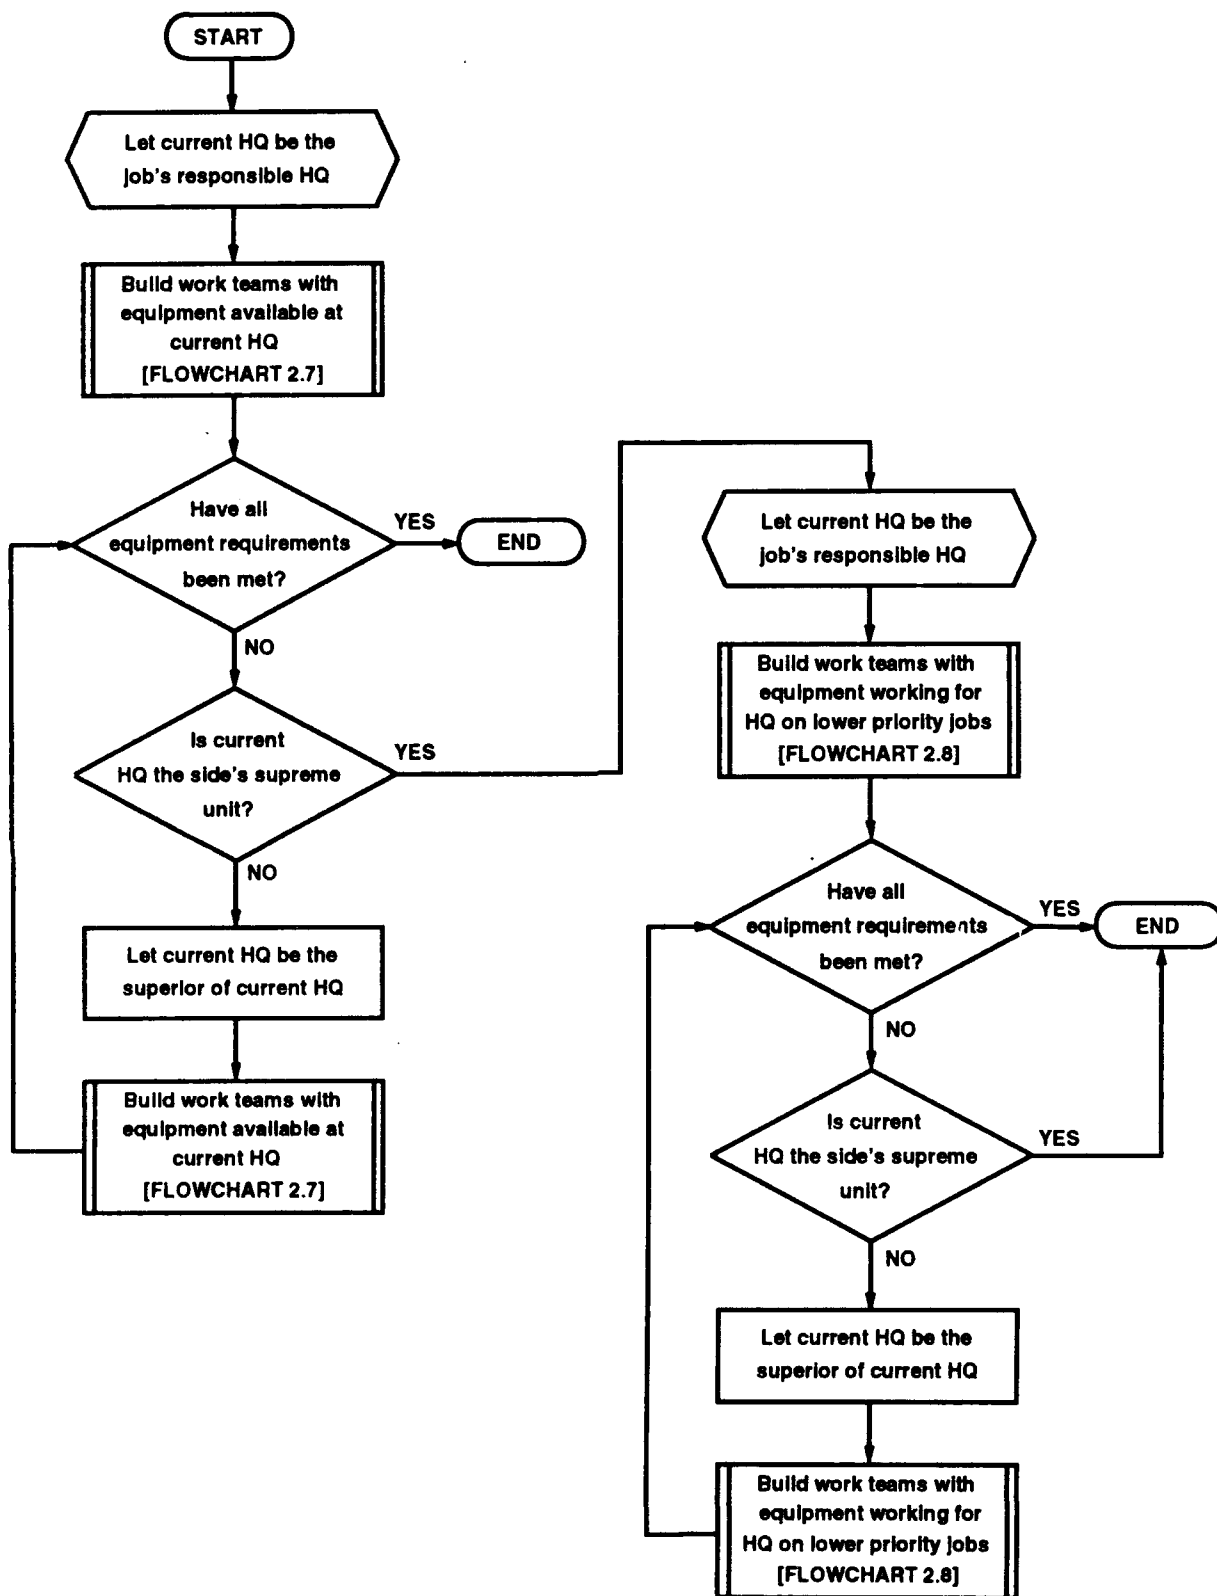 START
Let current HQ be the
job's responsible HQ
Build work teams with
equipment available at
current HQ
[FLOWCHART 2.7]
Have all
equipment requirements
been met?
YES
END
NO
Is current
HQ the side's supreme
unit?
YES
NO
Let current HQ be the
superior of current HQ
Build work teams with
equipment available at
current HQ
[FLOWCHART 2.7]
Let current HQ be the
job's responsible HQ
Build work teams with
equipment working for
HQ on lower priority jobs
[FLOWCHART 2.8]
Have all
equipment requirements
been met?
YES
END
NO
Is current
HQ the side's supreme
unit?
YES
NO
Let current HQ be the
superior of current HQ
Build work teams with
equipment working for
HQ on lower priority jobs
[FLOWCHART 2.8]